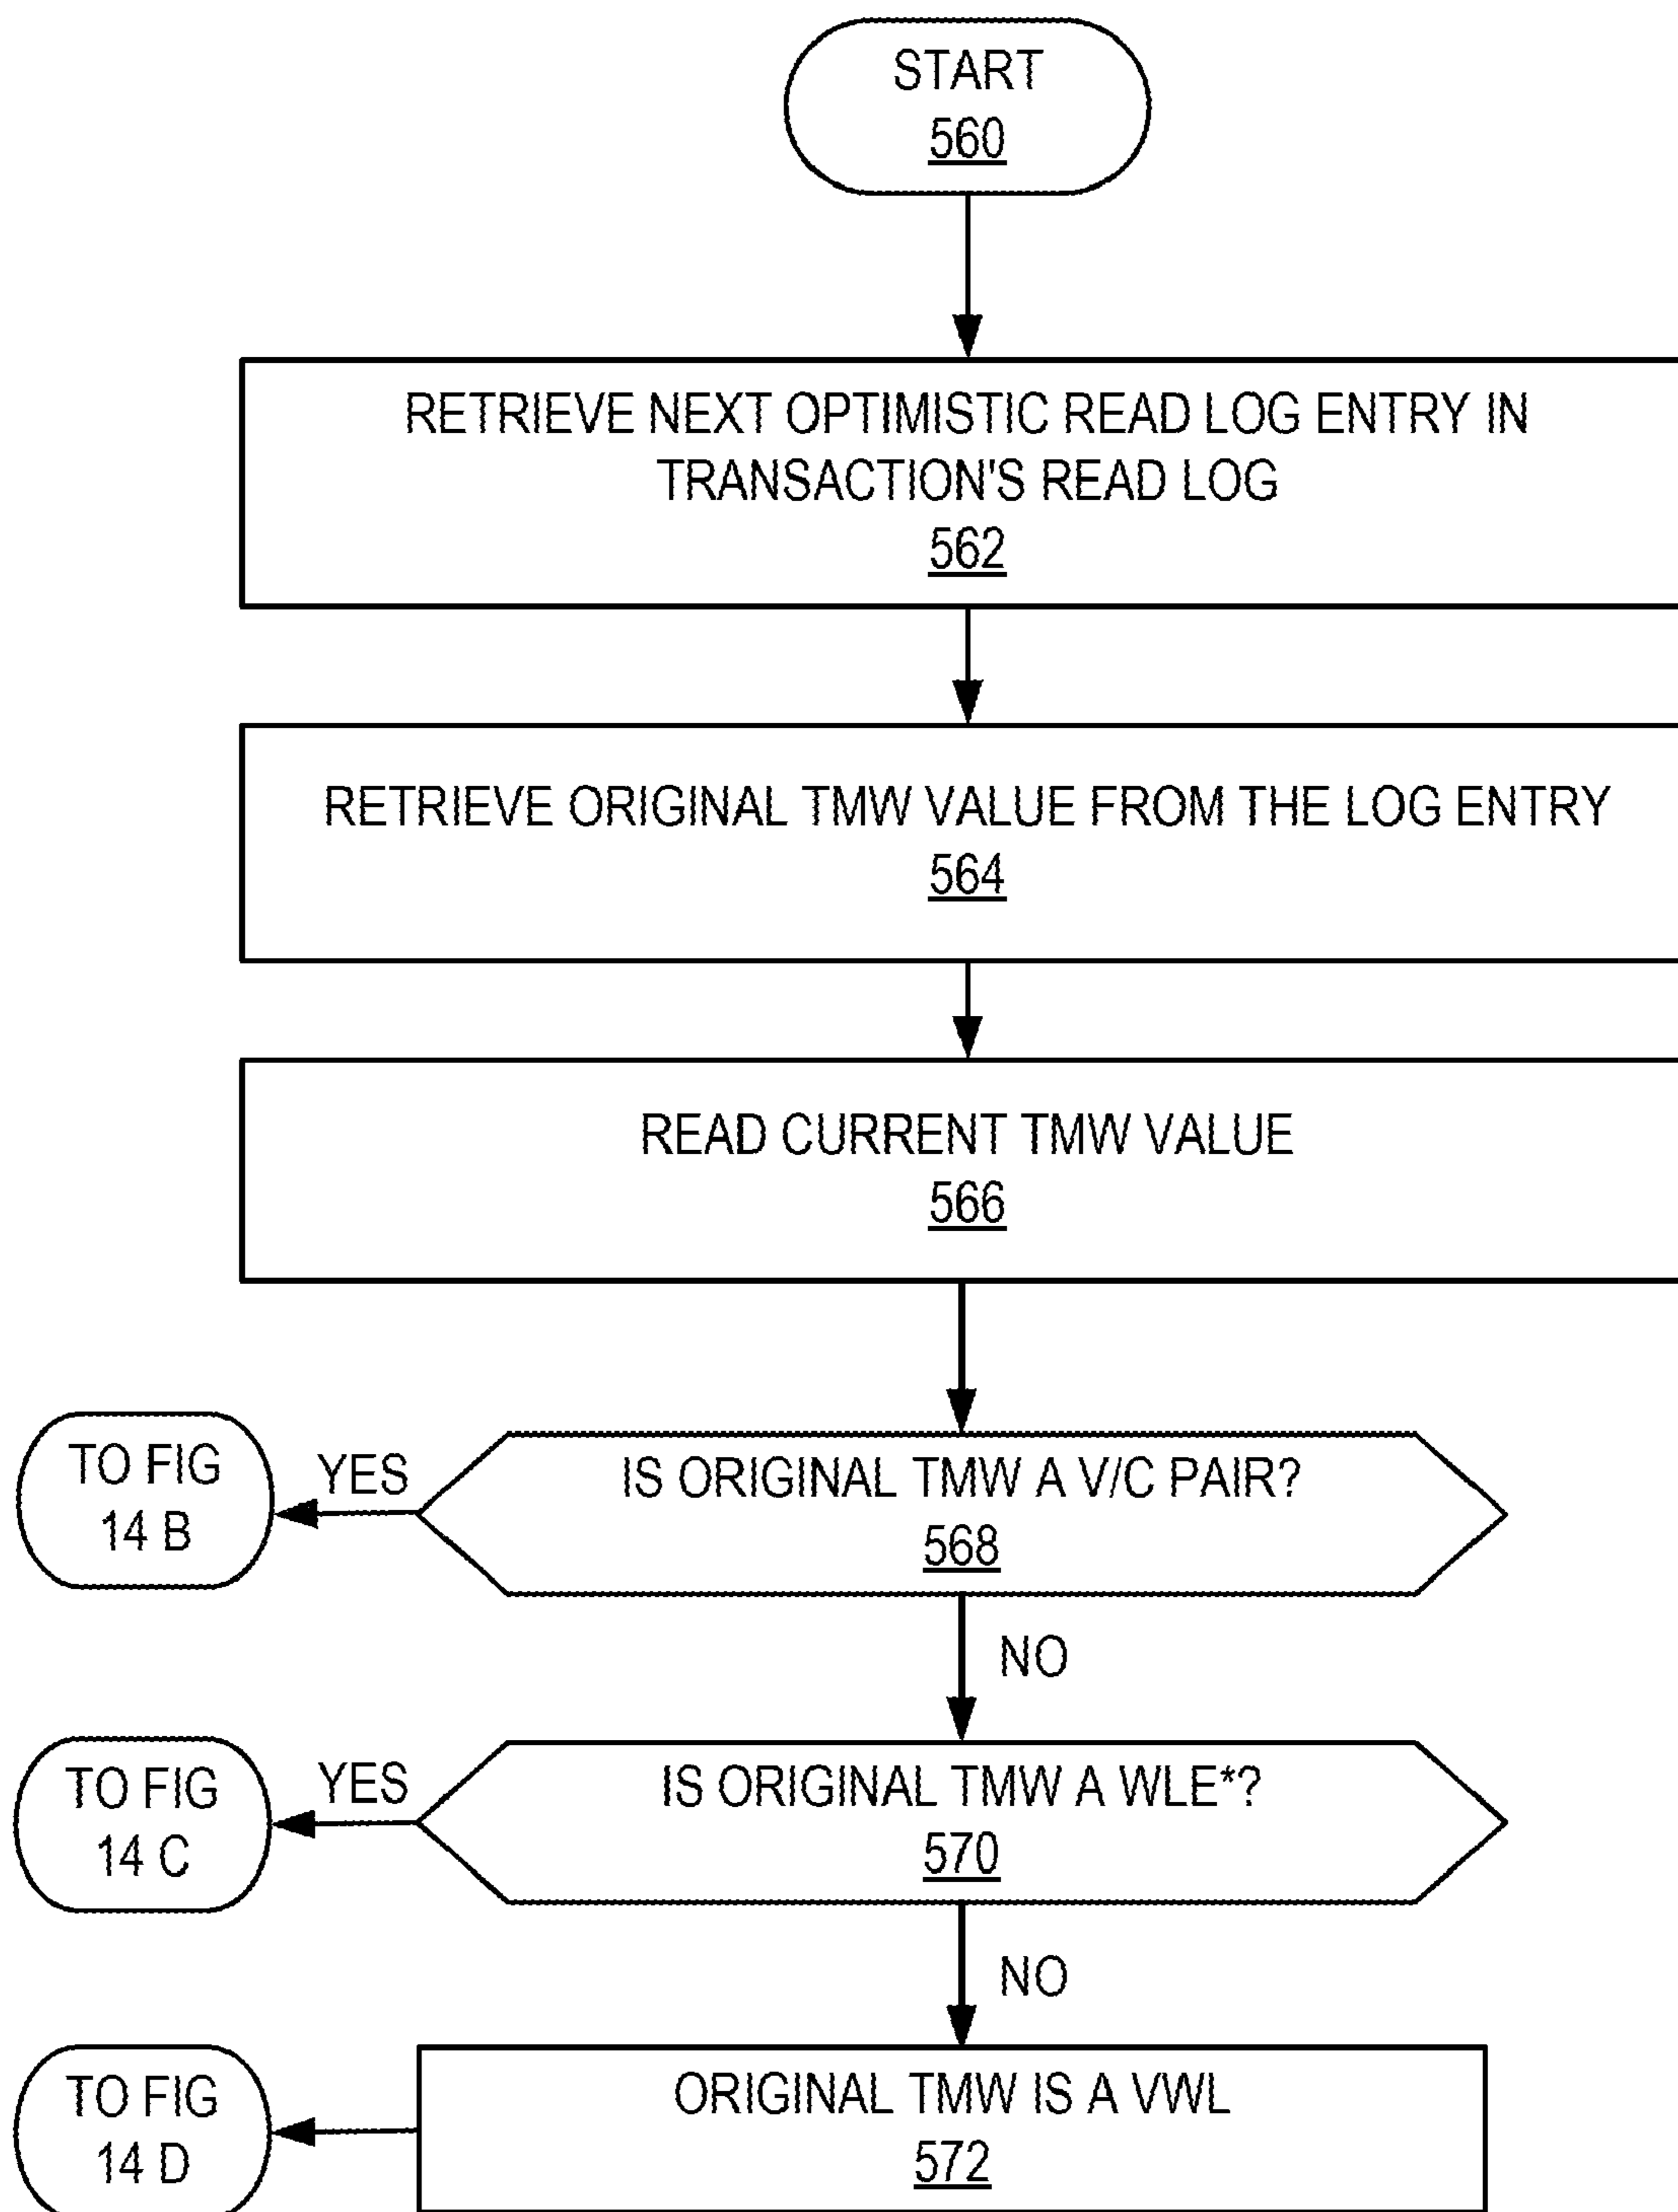 START
560
RETRIEVE NEXT OPTIMISTIC READ LOG ENTRY IN
TRANSACTION'S READ LOG
562
RETRIEVE ORIGINAL TMW VALUE FROM THE LOG ENTRY
564
READ CURRENT TMW VALUE
566
TO FIG
14 B
YES
IS ORIGINAL TMW A V/C PAIR?
568
NO
TO FIG
14 C
YES
IS ORIGINAL TMW A WLE*?
570
NO
TO FIG
14 D
ORIGINAL TMW IS A VWL
572